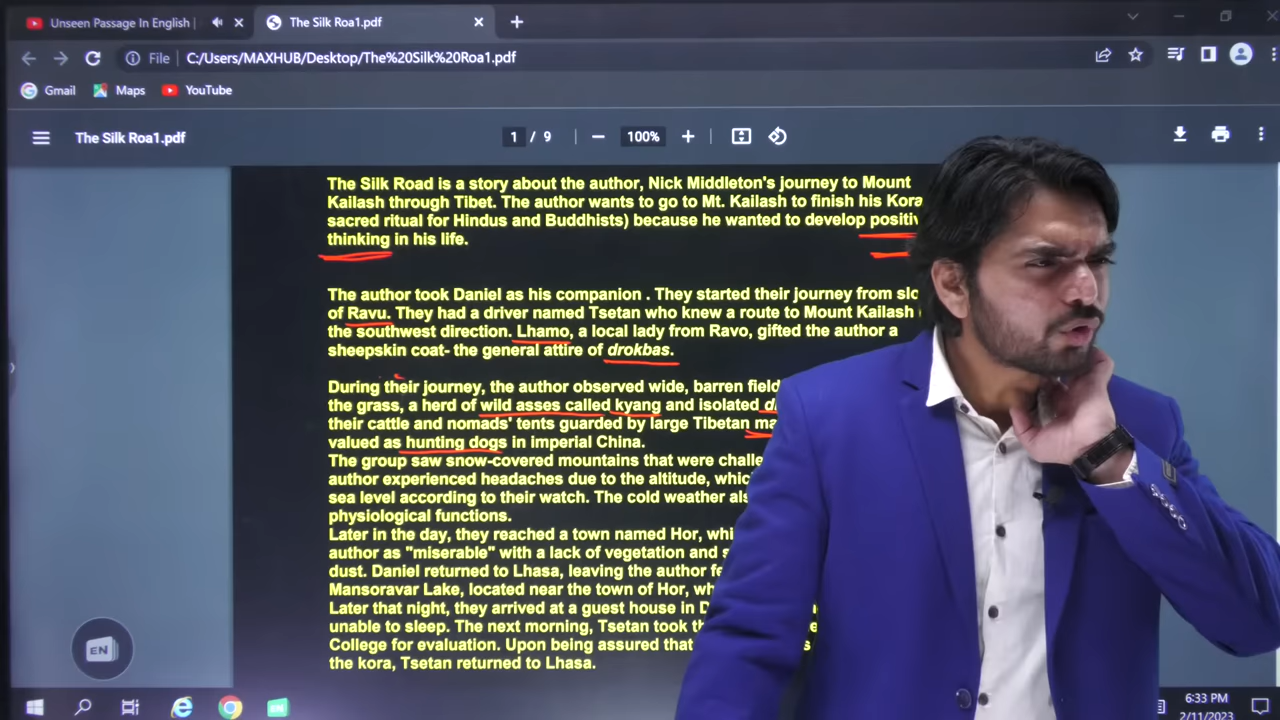 Unseen Passage In English |
The Silk Roa1.pdf
File
C:/Users/MAXHUB/Desktop/The%20Silk%20Roa1.pdf
Gmail
Maps
YouTube
The Silk Roa1.pdf
1 / 9
100%
The Silk Road is a story about the author, Nick Middleton's journey to Mount
Kailash through Tibet. The author wants to go to Mt. Kailash to finish his Kora
sacred ritual for Hindus and Buddhists) because he wanted to develop
thinking in his life.
The author took Daniel as his companion . They started their journey from
of Ravu. They had a driver named Tsetan who knew a route to Mount Kailash
the southwest direction. Lhamo, a local lady from Ravo, gifted the author a
sheepskin coat- the general attire of drokbas.
During their journey, the author observed wide, barren
the grass, a herd of wild asses called kyang and isolated
their cattle and nomads' tents guarded by large Tibetan
valued as hunting dogs in imperial China.
The group saw snow-covered mountains that were
author experienced headaches due to the altitude,
sea level according to their watch. The cold weather
physiological functions.
Later in the day, they reached a town named Hor,
author as "miserable" with a lack of vegetation and
dust. Daniel returned to Lhasa, leaving the author
Mansoravar Lake, located near the town of Hor,
Later that night, they arrived at a guest house in
unable to sleep. The next morning, Tsetan took
College for evaluation. Upon being assured that
the kora, Tsetan returned to Lhasa.
EN
6:33 PM
2/11/2023